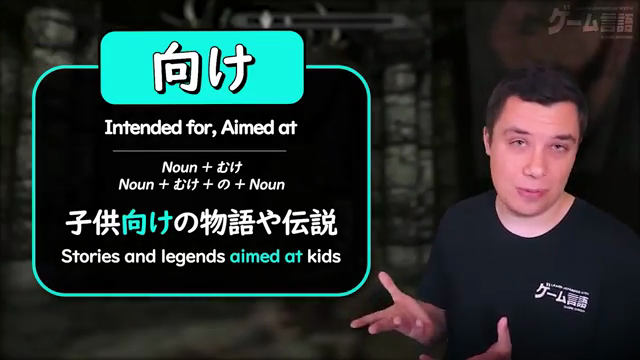 向け
Intended for, Aimed at
Noun + むけ
Noun + むけ + の + Noun
子供向けの物語や伝説
Stories and legends aimed at kids
ゲーム言語
ゲーム言語